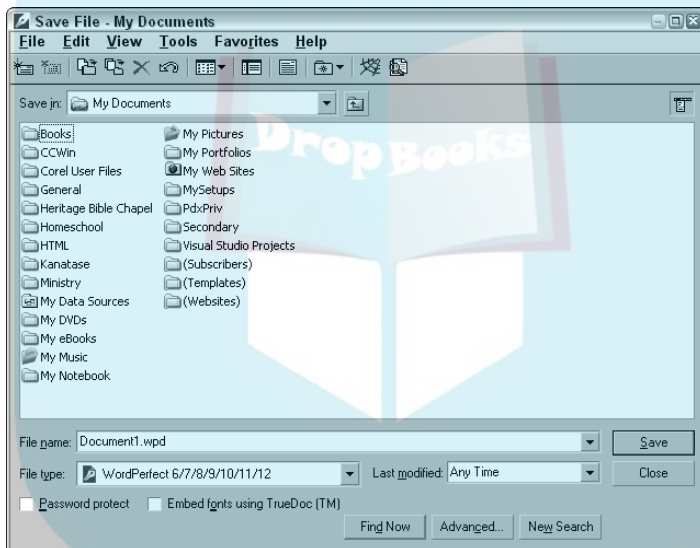 Save File - My Documents
File Edit View Tools Favorites Help
Save in: My Documents
Books
CCWin
Corel User Files
General
Heritage Bible Chapel
Homeschool
HTML
Kanatase
Ministry
My Data Sources
My DVDs
My eBooks
My Music
My Notebook
My Pictures
My Portfolios
My Web Sites
MySetups
PdxPriv
Secondary
Visual Studio Projects
(Subscribers)
(Templates)
(Websites)
DropBooks
File name: Document1.wpd Save
File type: WordPerfect 6/7/8/9/10/11/12 Last modified: Any Time Close
Password protect Embed fonts using TrueDoc (TM)
Find Now Advanced... New Search